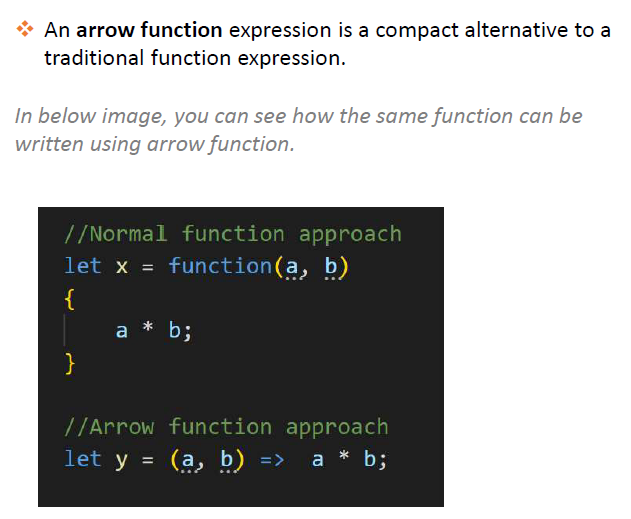 An arrow function expression is a compact alternative to a
traditional function expression.
In below image, you can see how the same function can be
written using arrow function.
//Normal function approach
let x = function(a, b)
{
    a * b;
}
//Arrow function approach
let y = (a, b) =>  a * b;